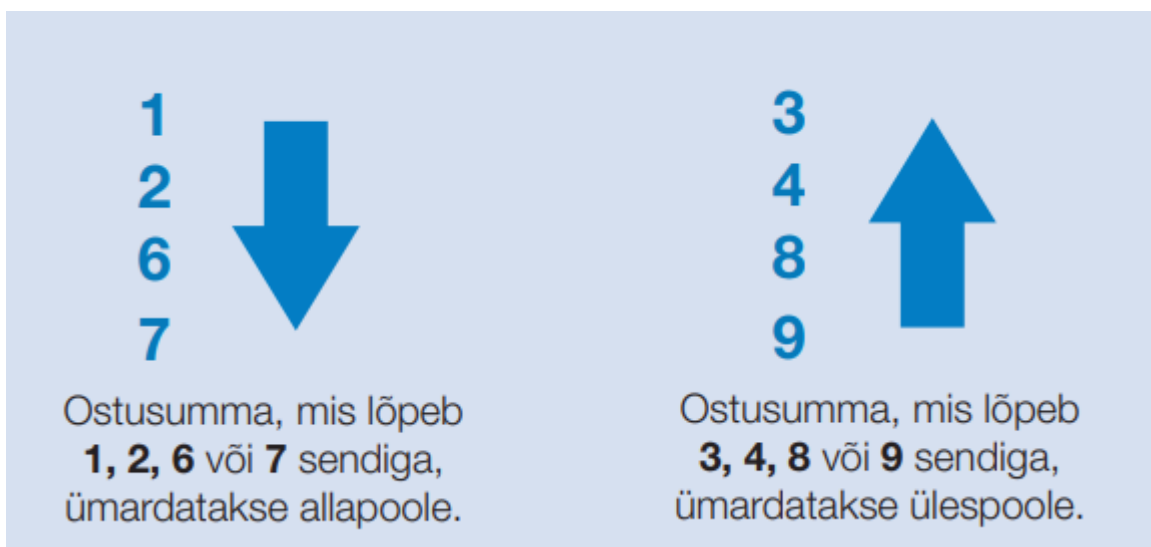 1
2
6
7
Ostusumma, mis lõpeb
1, 2, 6 või 7 sendiga,
ümardatakse allapoole.
3
4
8
9
Ostusumma, mis lõpeb
3, 4, 8 või 9 sendiga,
ümardatakse ülespoole.